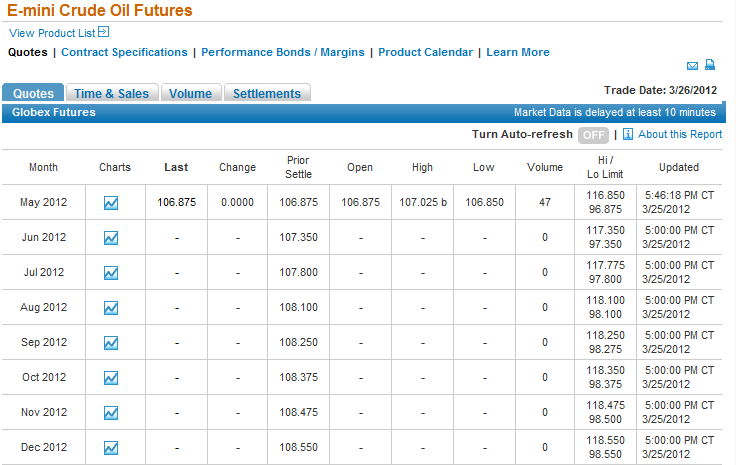 E-mini Crude Oil Futures
View Product List
Quotes | Contract Specifications | Performance Bonds / Margins | Product Calendar | Learn More
Quotes Time & Sales Volume Settlements Trade Date: 3/26/2012
Globex Futures Market Data is delayed at least 10 minutes
Turn Auto-refresh OFF | About this Report
Month Charts Last Change Prior Settle Open High Low Volume Hi / Lo Limit Updated
May 2012 106.875 0.0000 106.875 106.875 107.025 b 106.850 47 116.850 96.875 5:46:18 PM CT 3/25/2012
Jun 2012 - - 107.350 - - - 0 117.350 97.350 5:00:00 PM CT 3/25/2012
Jul 2012 - - 107.800 - - - 0 117.775 97.800 5:00:00 PM CT 3/25/2012
Aug 2012 - - 108.100 - - - 0 118.100 98.100 5:00:00 PM CT 3/25/2012
Sep 2012 - - 108.250 - - - 0 118.250 98.275 5:00:00 PM CT 3/25/2012
Oct 2012 - - 108.375 - - - 0 118.350 98.375 5:00:00 PM CT 3/25/2012
Nov 2012 - - 108.475 - - - 0 118.475 98.500 5:00:00 PM CT 3/25/2012
Dec 2012 - - 108.550 - - - 0 118.550 98.550 5:00:00 PM CT 3/25/2012